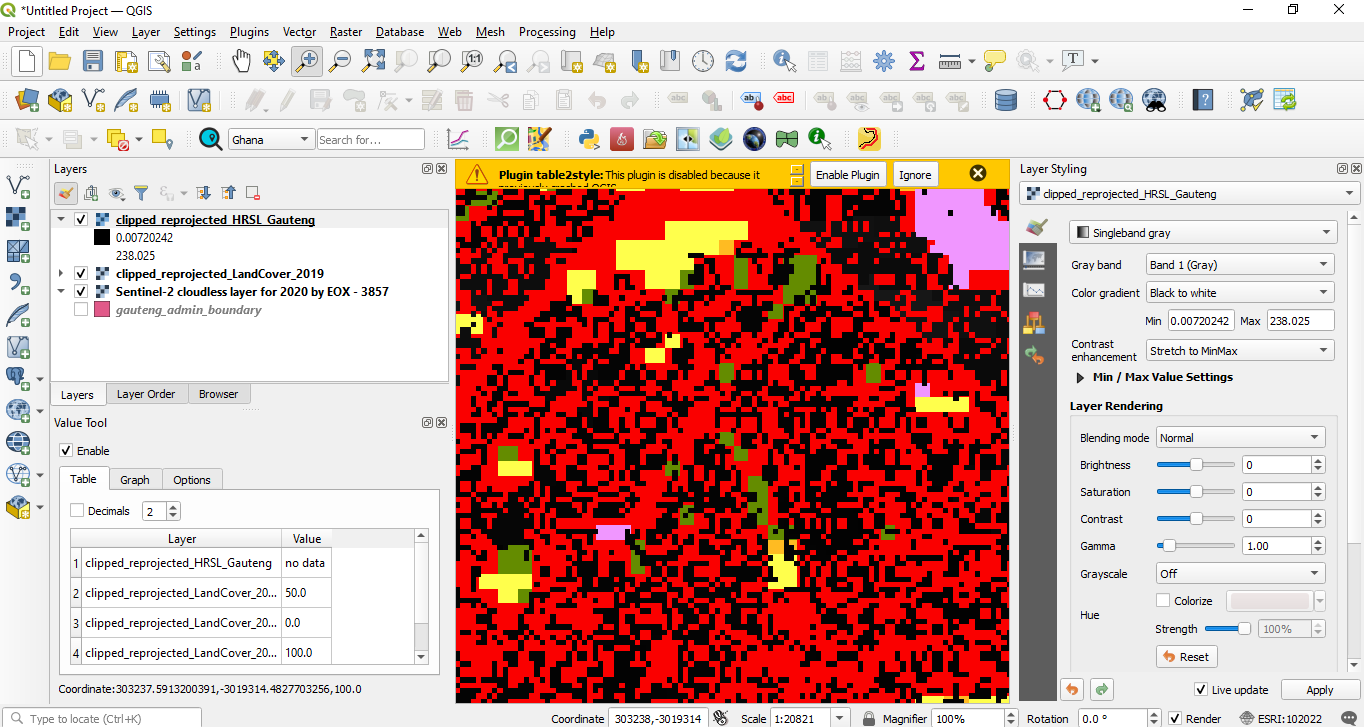 *Untitled Project — QGIS
Project Edit View Layer Settings Plugins Vector Raster Database Web Mesh Processing Help
Ghana Search for...
Layers
clipped_reprojected_HRSL_Gauteng
0.00720242
238.025
clipped_reprojected_LandCover_2019
Sentinel-2 cloudless layer for 2020 by EOX - 3857
gauteng_admin_boundary
Layers Layer Order Browser
Value Tool
Enable
Table Graph Options
Decimals 2
Layer Value
1 clipped_reprojected_HRSL_Gauteng no data
2 clipped_reprojected_LandCover_20... 50.0
3 clipped_reprojected_LandCover_20... 0.0
4 clipped_reprojected_LandCover_20... 100.0
Coordinate:303237.5913200391,-3019314.4827703256,100.0
Plugin table2style: This plugin is disabled because it
previously crashed QGIS
Enable Plugin Ignore
Layer Styling
clipped_reprojected_HRSL_Gauteng
Singleband gray
Gray band Band 1 (Gray)
Color gradient Black to white
Min 0.00720242 Max 238.025
Contrast
enhancement Stretch to MinMax
Min / Max Value Settings
Layer Rendering
Blending mode Normal
Brightness 0
Saturation 0
Contrast 0
Gamma 1.00
Grayscale Off
Hue
Colorize
Strength 100%
Reset
Live update Apply
Type to locate (Ctrl+K)
Coordinate 303238,-3019314 Scale 1:20821 Magnifier 100% Rotation 0.0 ° Render ESRI:102022